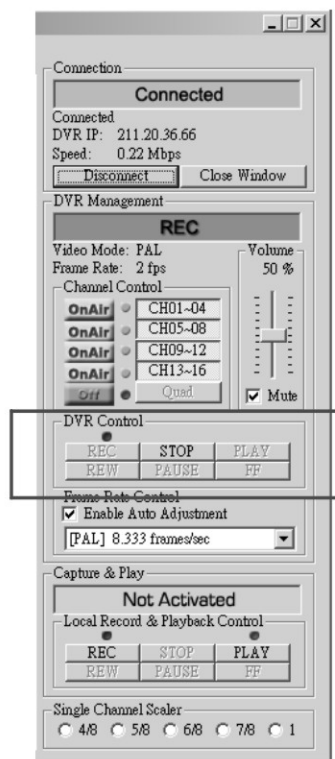 Connection
Connected
Connected
DVR IP: 211.20.36.66
Speed: 0.22 Mbps
Disconnect Close Window
DVR Management
REC
Video Mode: PAL
Frame Rate: 2 fps
Volume
50 %
Channel Control
OnAir CH01~04
OnAir CH05~08
OnAir CH09~12
OnAir CH13~16
Off Quad
Mute
DVR Control
REC STOP PLAY
REW PAUSE FF
Frame Rate Control
Enable Auto Adjustment
[PAL] 8.333 frames/sec
Capture & Play
Not Activated
Local Record & Playback Control
REC STOP PLAY
REW PAUSE FF
Single Channel Scaler
4/8 5/8 6/8 7/8 1